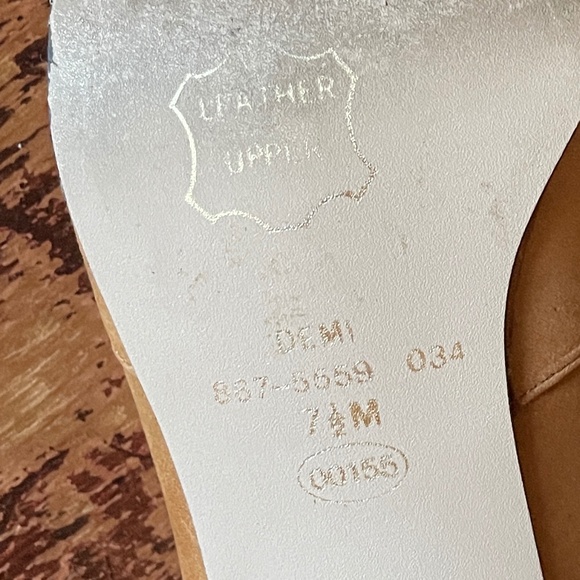 LEATHER
UPPER
DEMI
887-5559 034
7½M
00155